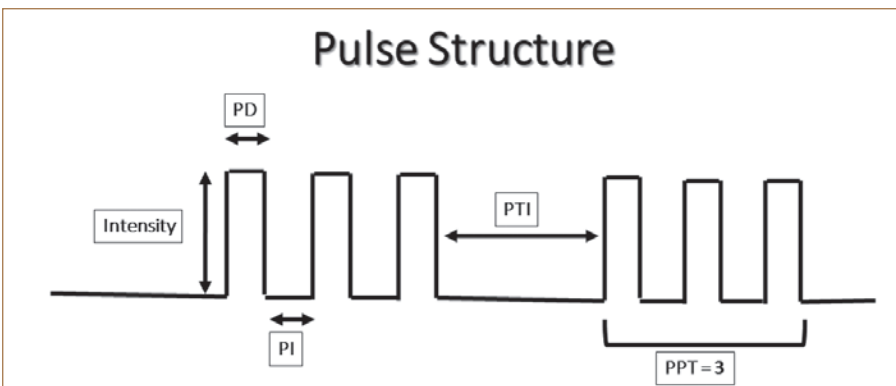 Pulse Structure
PD
Intensity
PTI
PI
PPT = 3